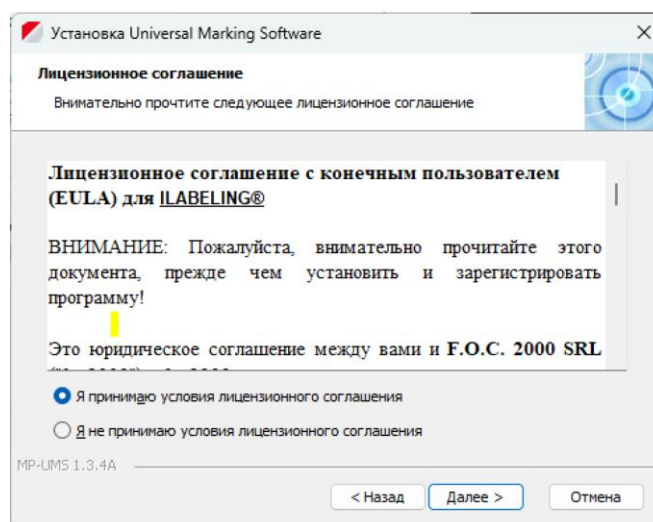 Установка Universal Marking Software
Лицензионное соглашение
Внимательно прочтите следующее лицензионное соглашение
Лицензионное соглашение с конечным пользователем
(EULA) для ILABELING®
ВНИМАНИЕ: Пожалуйста, внимательно прочитайте этого
документа, прежде чем установить и зарегистрировать
программу!
Это юридическое соглашение между вами и F.O.C. 2000 SRL
Я принимаю условия лицензионного соглашения
Я не принимаю условия лицензионного соглашения
MP-UMS 1.3.4A
< Назад
Далее >
Отмена